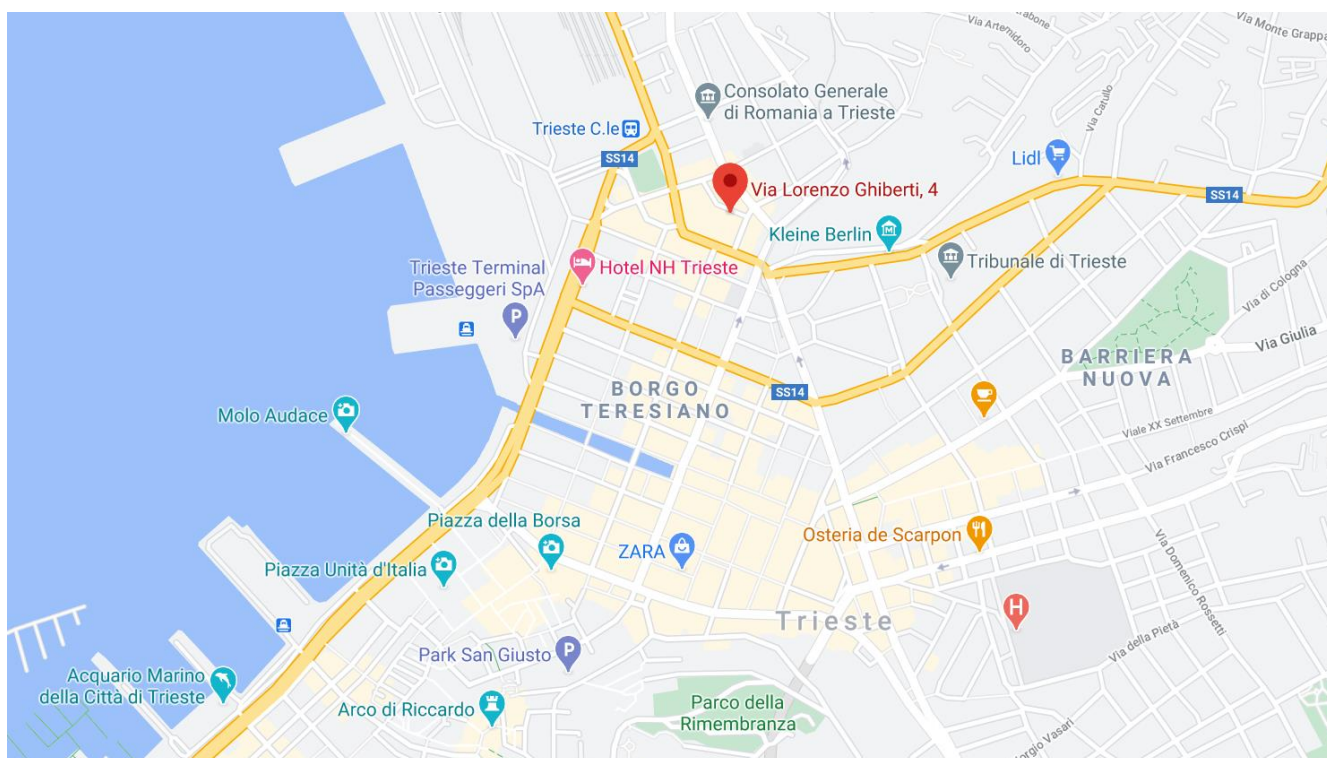 Via Artemidoro
Via Monte Grappa
Consolato Generale
di Romania a Trieste
Via Catullo
Trieste C.le
SS14
Lidl
Via Lorenzo Ghiberti, 4
SS14
Kleine Berlin
Trieste Terminal
Passeggeri SpA
P
Hotel NH Trieste
Tribunale di Trieste
Via di Cologna
Via Giulia
BARRIERA
NUOVA
BORGO
TERESIANO
SS14
Molo Audace
Viale XX Settembre
Via Francesco Crispi
Piazza della Borsa
ZARA
Osteria de Scarpon
Piazza Unità d'Italia
Via Domenico Rossetti
H
Trieste
Park San Giusto
P
Via della Pietà
Acquario Marino
della Città di Trieste
Arco di Riccardo
Parco della
Rimembranza
Vasari